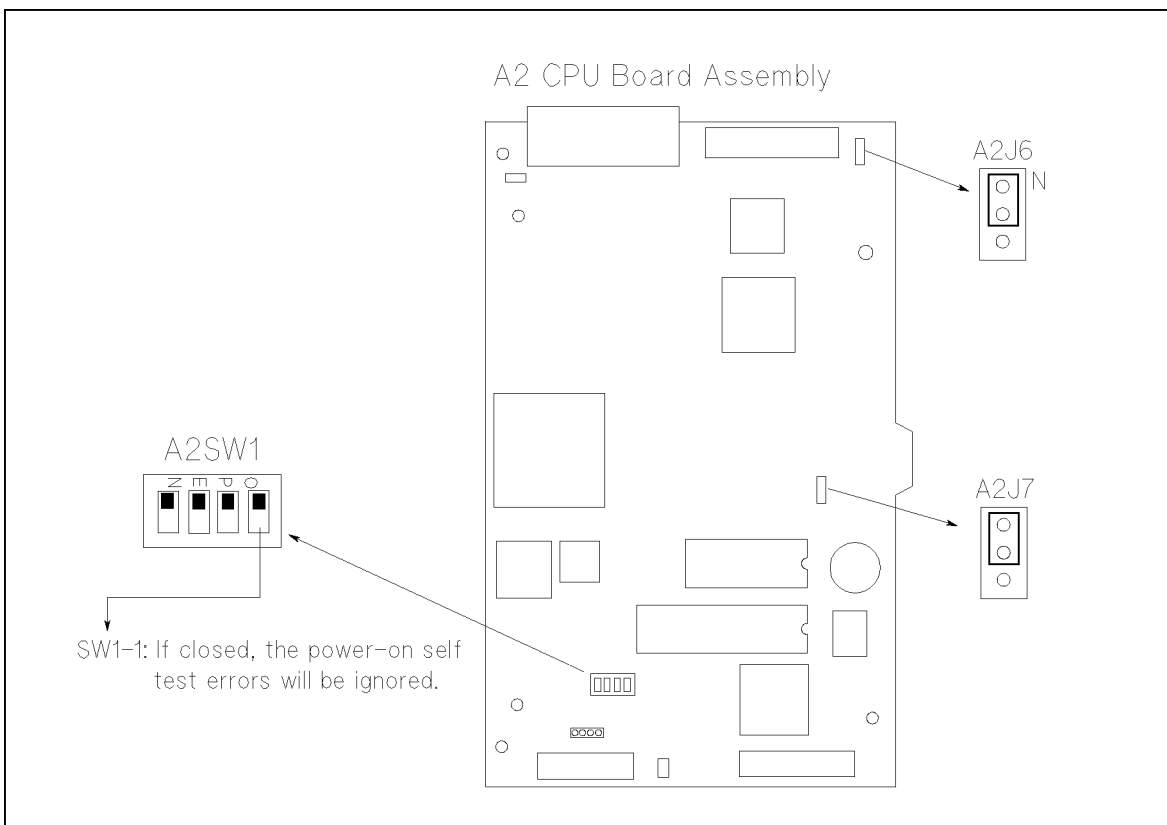 A2 CPU Board Assembly
A2J6
N
A2SW1
N E P O
A2J7
SW1-1: If closed, the power-on self
test errors will be ignored.